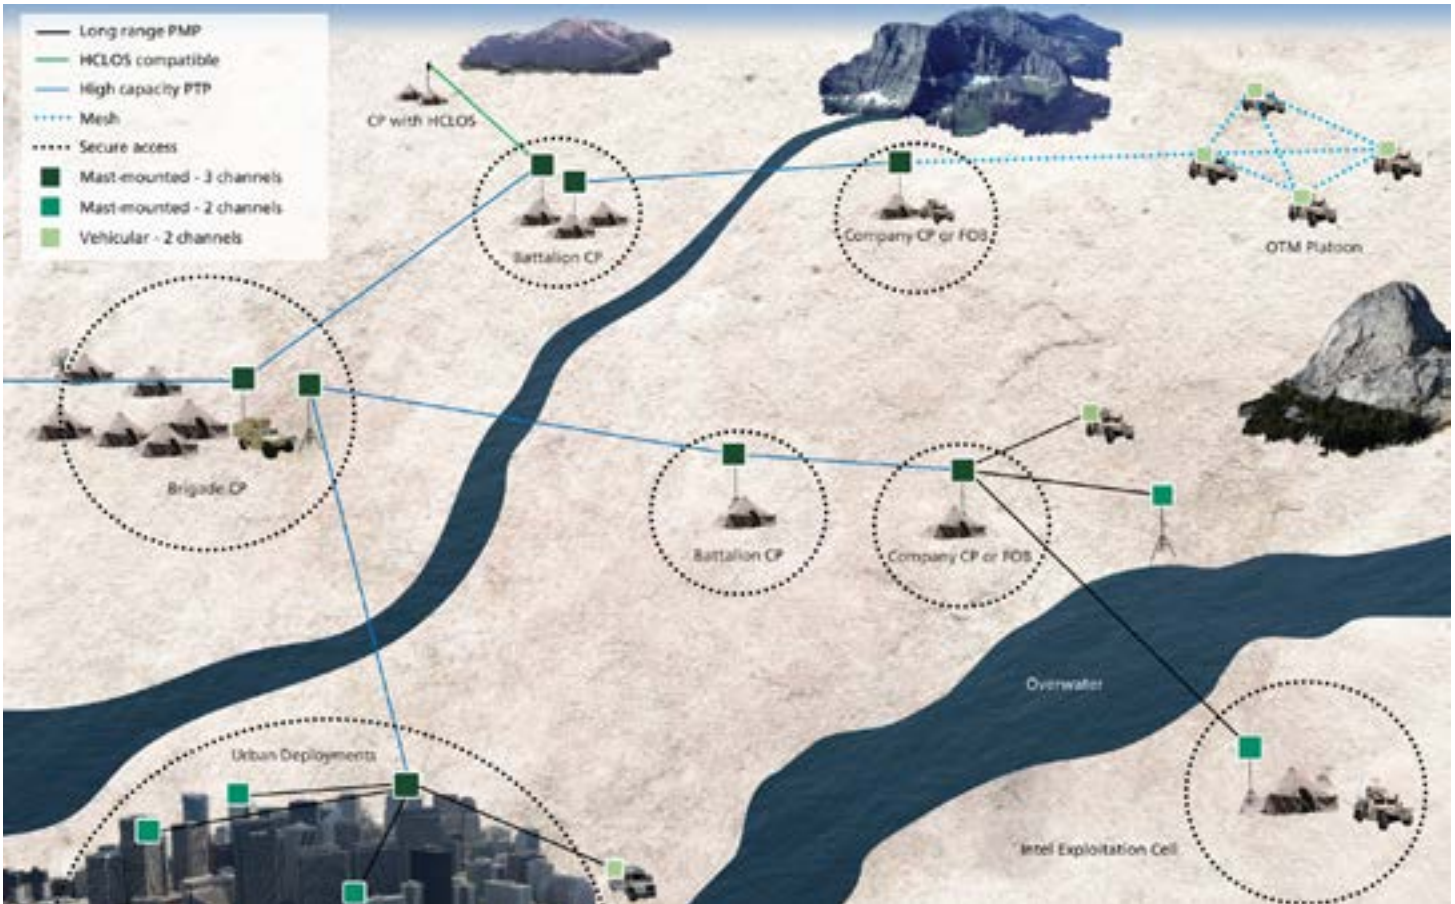 Long range PMP
HCLOS compatible
High capacity PTP
Mesh
Secure access
Mast-mounted - 3 channels
Mast-mounted - 2 channels
Vehicular - 2 channels
CP with HCLOS
Battalion CP
Company CP or FOB
OTM Platoon
Brigade CP
Battalion CP
Company CP or FOB
Overwater
Urban Deployments
Intel Exploitation Cell